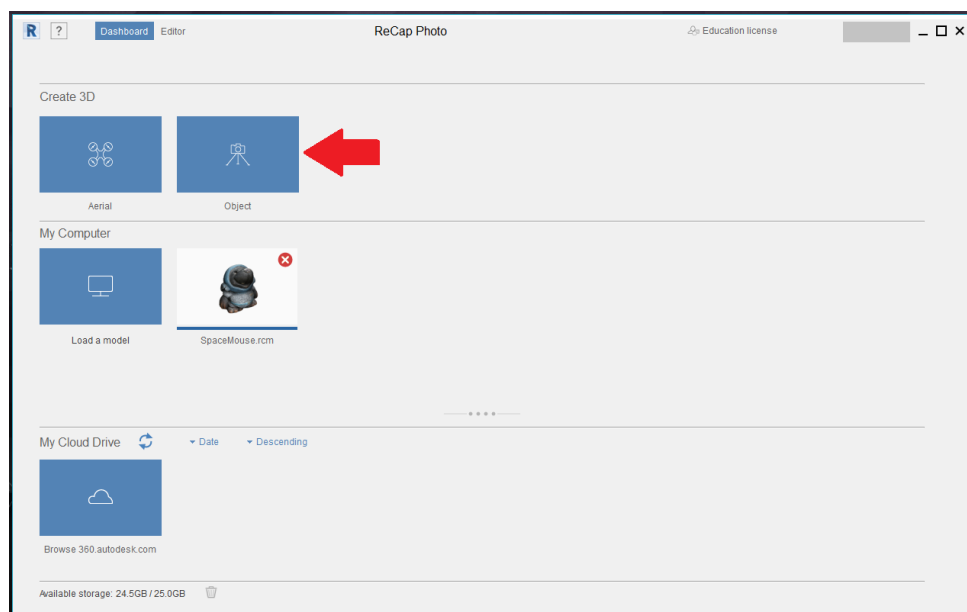 R ? Dashboard Editor ReCap Photo Education license
Create 3D
Aerial Object
My Computer
Load a model SpaceMouse.rcm
My Cloud Drive Date Descending
Browse 360.autodesk.com
Available storage: 24.5GB / 25.0GB